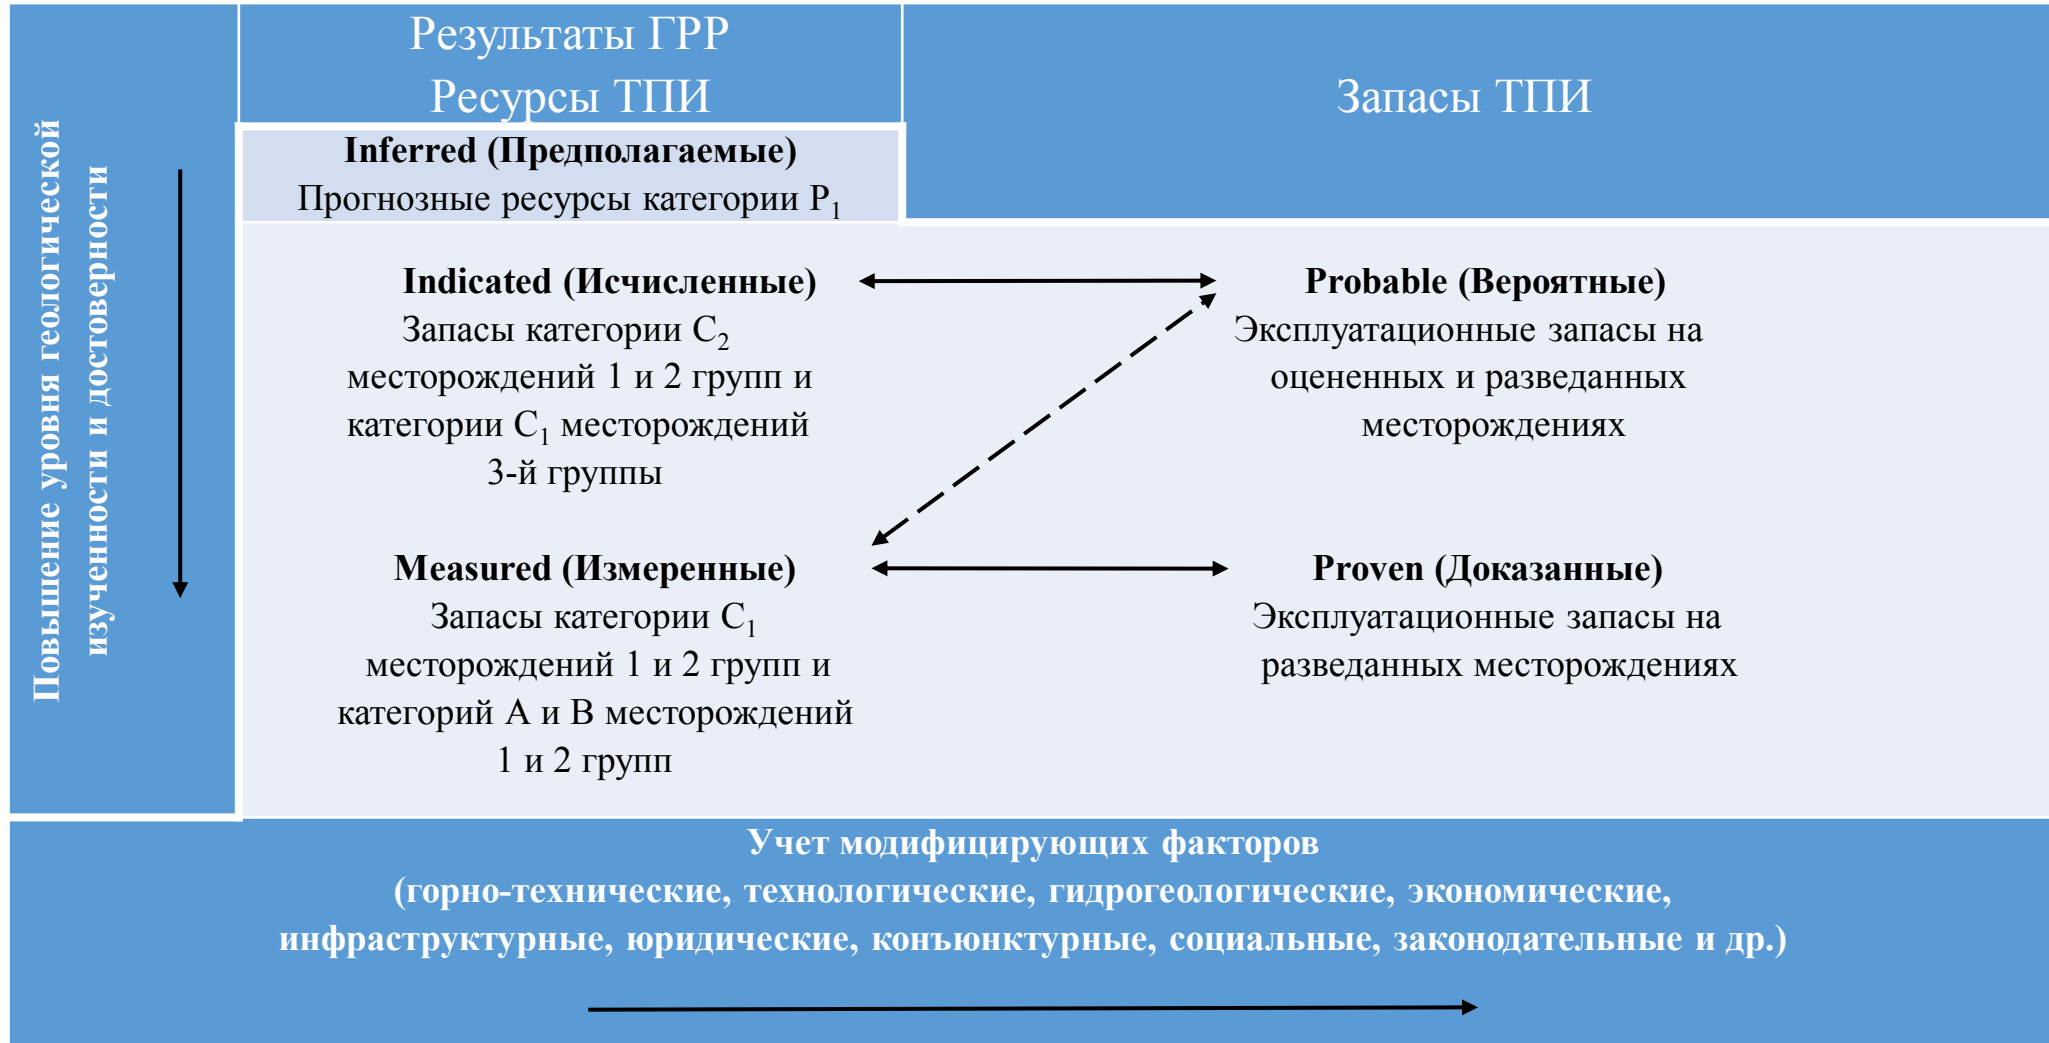 Результаты ГРР
Ресурсы ТПИ
Запасы ТПИ
Повышение уровня геологической
изученности и достоверности
Inferred (Предполагаемые)
Прогнозные ресурсы категории P₁
Indicated (Исчисленные)
Запасы категории C₂
месторождений 1 и 2 групп и
категории C₁ месторождений
3-й группы
Probable (Вероятные)
Эксплуатационные запасы на
оцененных и разведанных
месторождениях
Measured (Измеренные)
Запасы категории C₁
месторождений 1 и 2 групп и
категорий А и В месторождений
1 и 2 групп
Proven (Доказанные)
Эксплуатационные запасы на
разведанных месторождениях
Учет модифицирующих факторов
(горно-технические, технологические, гидрогеологические, экономические,
инфраструктурные, юридические, конъюнктурные, социальные, законодательные и др.)